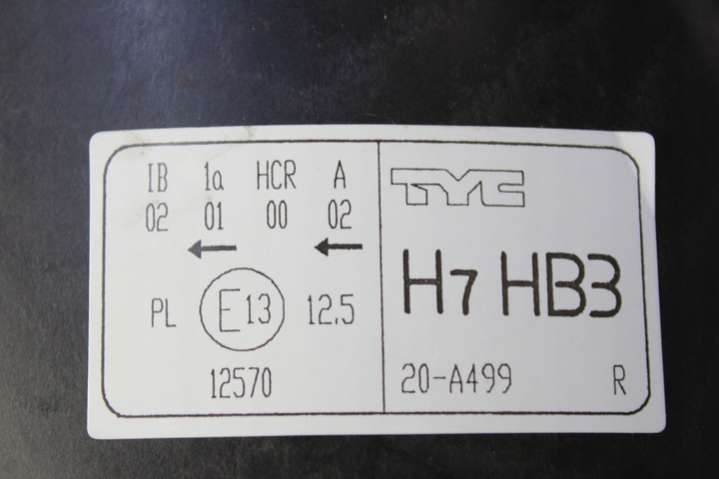 IB 1a HCR A
02 01 00 02
PL E13 12.5
12570
TYC
H7 HB3
20-A499 R